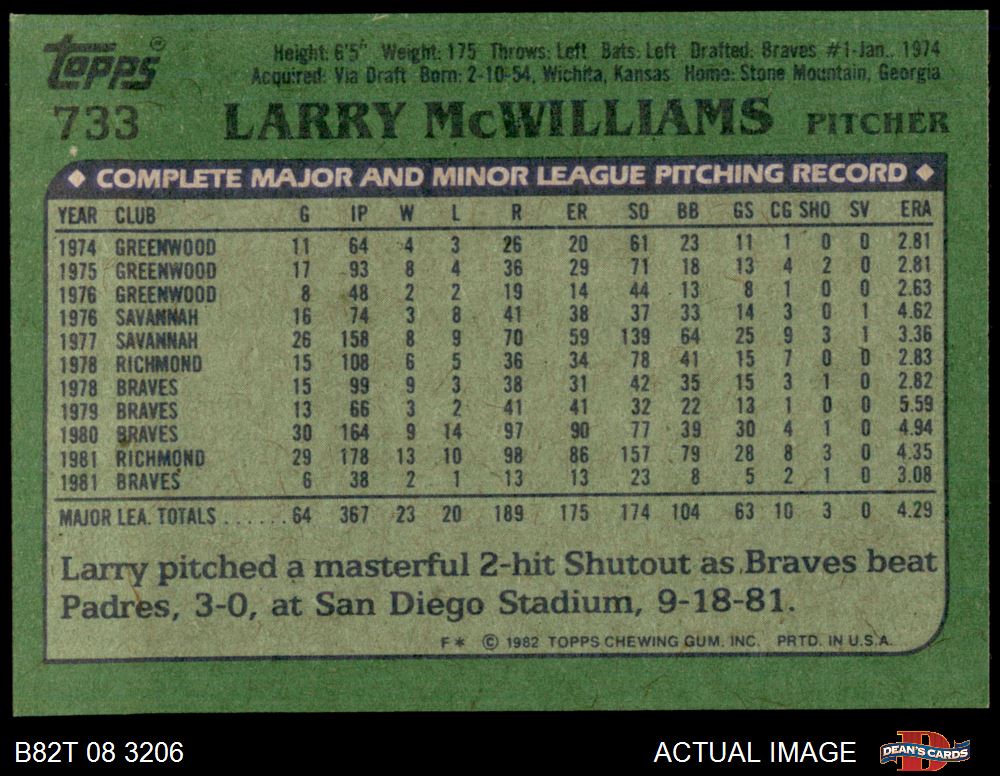 topps®
Height: 6'5" Weight: 175 Throws: Left Bats: Left Drafted: Braves #1-Jan., 1974
Acquired: Via Draft Born: 2-10-54, Wichita, Kansas Home: Stone Mountain, Georgia
733 LARRY McWILLIAMS PITCHER
◆ COMPLETE MAJOR AND MINOR LEAGUE PITCHING RECORD ◆
YEAR CLUB G IP W L R ER SO BB GS CG SHO SV ERA
1974 GREENWOOD 11 64 4 3 26 20 61 23 11 1 0 0 2.81
1975 GREENWOOD 17 93 8 4 36 29 71 18 13 4 2 0 2.81
1976 GREENWOOD 8 48 2 2 19 14 44 13 8 1 0 0 2.63
1976 SAVANNAH 16 74 3 8 41 38 37 33 14 3 0 1 4.62
1977 SAVANNAH 26 158 8 9 70 59 139 64 25 9 3 1 3.36
1978 RICHMOND 15 108 6 5 36 34 78 41 15 7 0 0 2.83
1978 BRAVES 15 99 9 3 38 31 42 35 15 3 1 0 2.82
1979 BRAVES 13 66 3 2 41 41 32 22 13 1 0 0 5.59
1980 BRAVES 30 164 9 14 97 90 77 39 30 4 1 0 4.94
1981 RICHMOND 29 178 13 10 98 86 157 79 28 8 3 0 4.35
1981 BRAVES 6 38 2 1 13 13 23 8 5 2 1 0 3.08
MAJOR LEA. TOTALS ......64 367 23 20 189 175 174 104 63 10 3 0 4.29
Larry pitched a masterful 2-hit Shutout as Braves beat
Padres, 3-0, at San Diego Stadium, 9-18-81.
F* © 1982 TOPPS CHEWING GUM, INC. PRTD. IN U.S.A.
B82T 08 3206 ACTUAL IMAGE DEAN'S CARDS